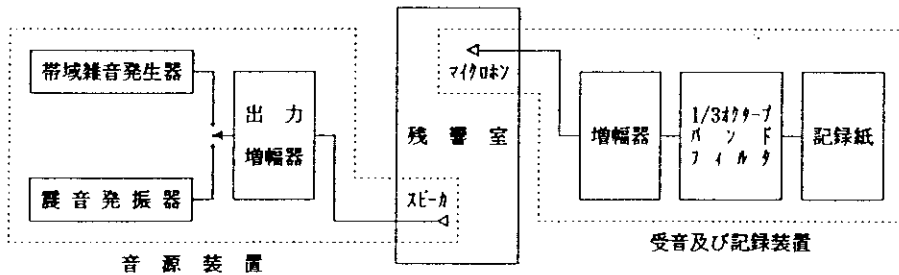 帯域雑音発生器
震音発振器
出力
増幅器
音源装置
残響室
マイクロホン
スピーカ
増幅器
1/3オクターブ
バンド
フィルタ
記録紙
受音及び記録装置